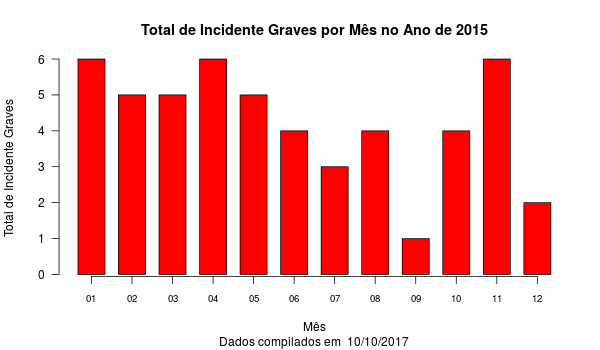 Total de Incidente Graves por Mês no Ano de 2015
Total de Incidente Graves
6
5
4
3
2
1
0
01 02 03 04 05 06 07 08 09 10 11 12
Mês
Dados compilados em 10/10/2017